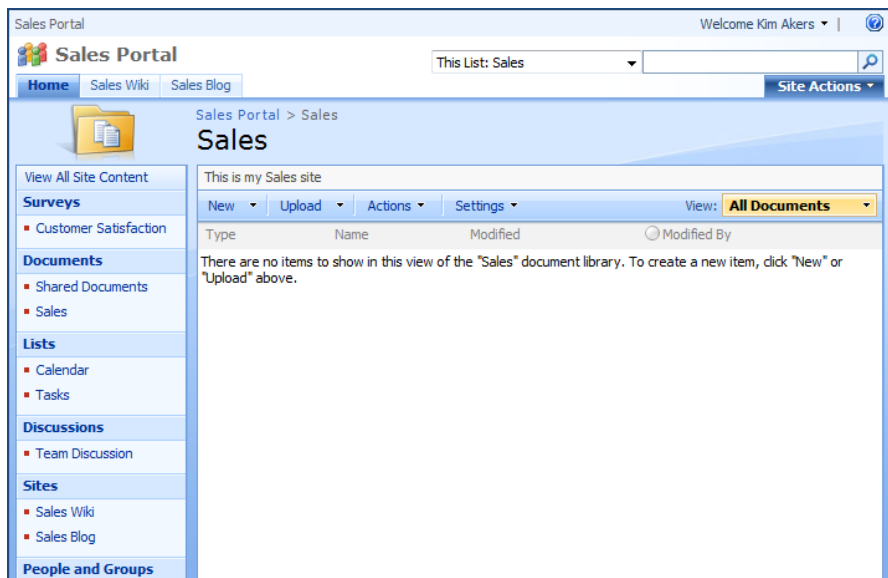 Sales Portal
Welcome Kim Akers
Sales Portal
This List: Sales
Home
Sales Wiki
Sales Blog
Site Actions
Sales Portal > Sales
Sales
View All Site Content
This is my Sales site
Surveys
New
Upload
Actions
Settings
View:
All Documents
Customer Satisfaction
Type
Name
Modified
Modified By
There are no items to show in this view of the "Sales" document library. To create a new item, click "New" or
"Upload" above.
Documents
Shared Documents
Sales
Lists
Calendar
Tasks
Discussions
Team Discussion
Sites
Sales Wiki
Sales Blog
People and Groups